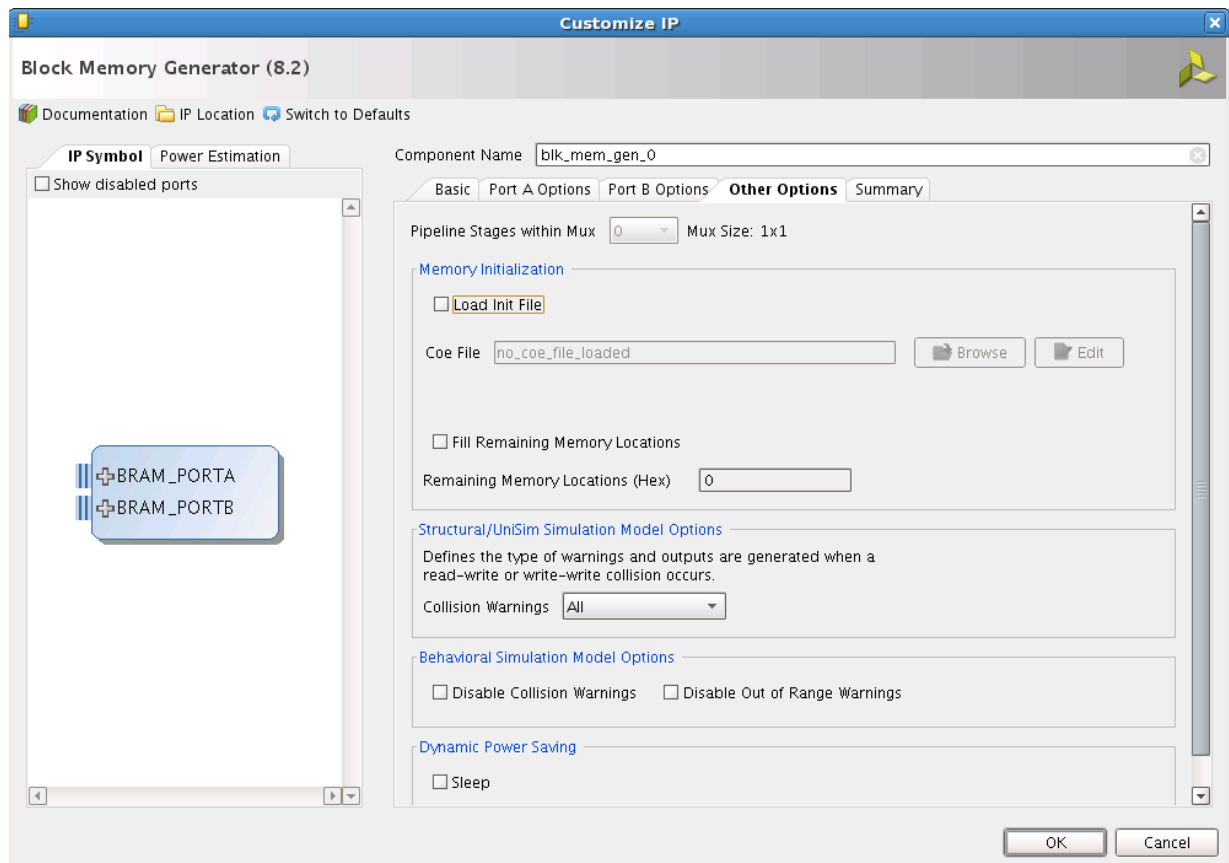 Customize IP
Block Memory Generator (8.2)
Documentation IP Location Switch to Defaults
IP Symbol Power Estimation
Show disabled ports
BRAM_PORTA
BRAM_PORTB
Component Name blk_mem_gen_0
Basic Port A Options Port B Options Other Options Summary
Pipeline Stages within Mux 0 Mux Size: 1x1
Memory Initialization
Load Init File
Coe File no_coe_file_loaded Browse Edit
Fill Remaining Memory Locations
Remaining Memory Locations (Hex) 0
Structural/UniSim Simulation Model Options
Defines the type of warnings and outputs are generated when a
read-write or write-write collision occurs.
Collision Warnings All
Behavioral Simulation Model Options
Disable Collision Warnings Disable Out of Range Warnings
Dynamic Power Saving
Sleep
OK Cancel